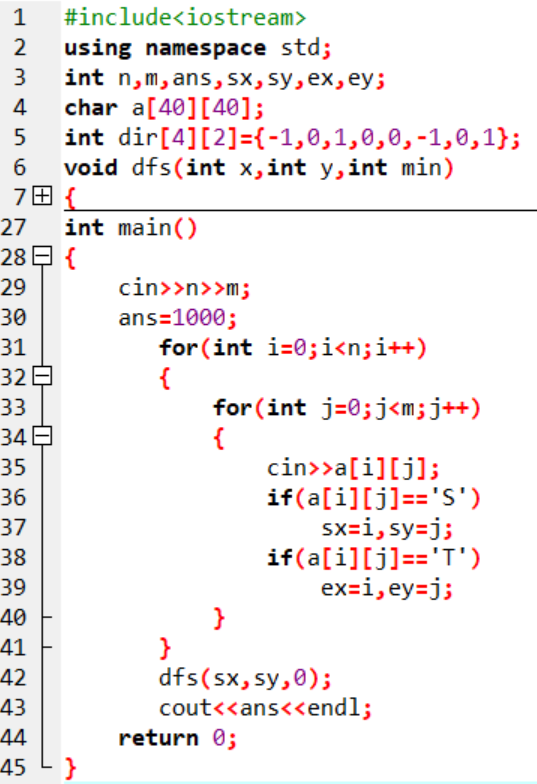 1 #include<iostream>
2 using namespace std;
3 int n,m,ans,sx,sy,ex,ey;
4 char a[40][40];
5 int dir[4][2]={-1,0,1,0,0,-1,0,1};
6 void dfs(int x,int y,int min)
7 {
27 int main()
28 {
29     cin>>n>>m;
30     ans=1000;
31        for(int i=0;i<n;i++)
32        {
33            for(int j=0;j<m;j++)
34            {
35                cin>>a[i][j];
36                if(a[i][j]=='S')
37                    sx=i,sy=j;
38                if(a[i][j]=='T')
39                    ex=i,ey=j;
40            }
41        }
42        dfs(sx,sy,0);
43        cout<<ans<<endl;
44     return 0;
45 }